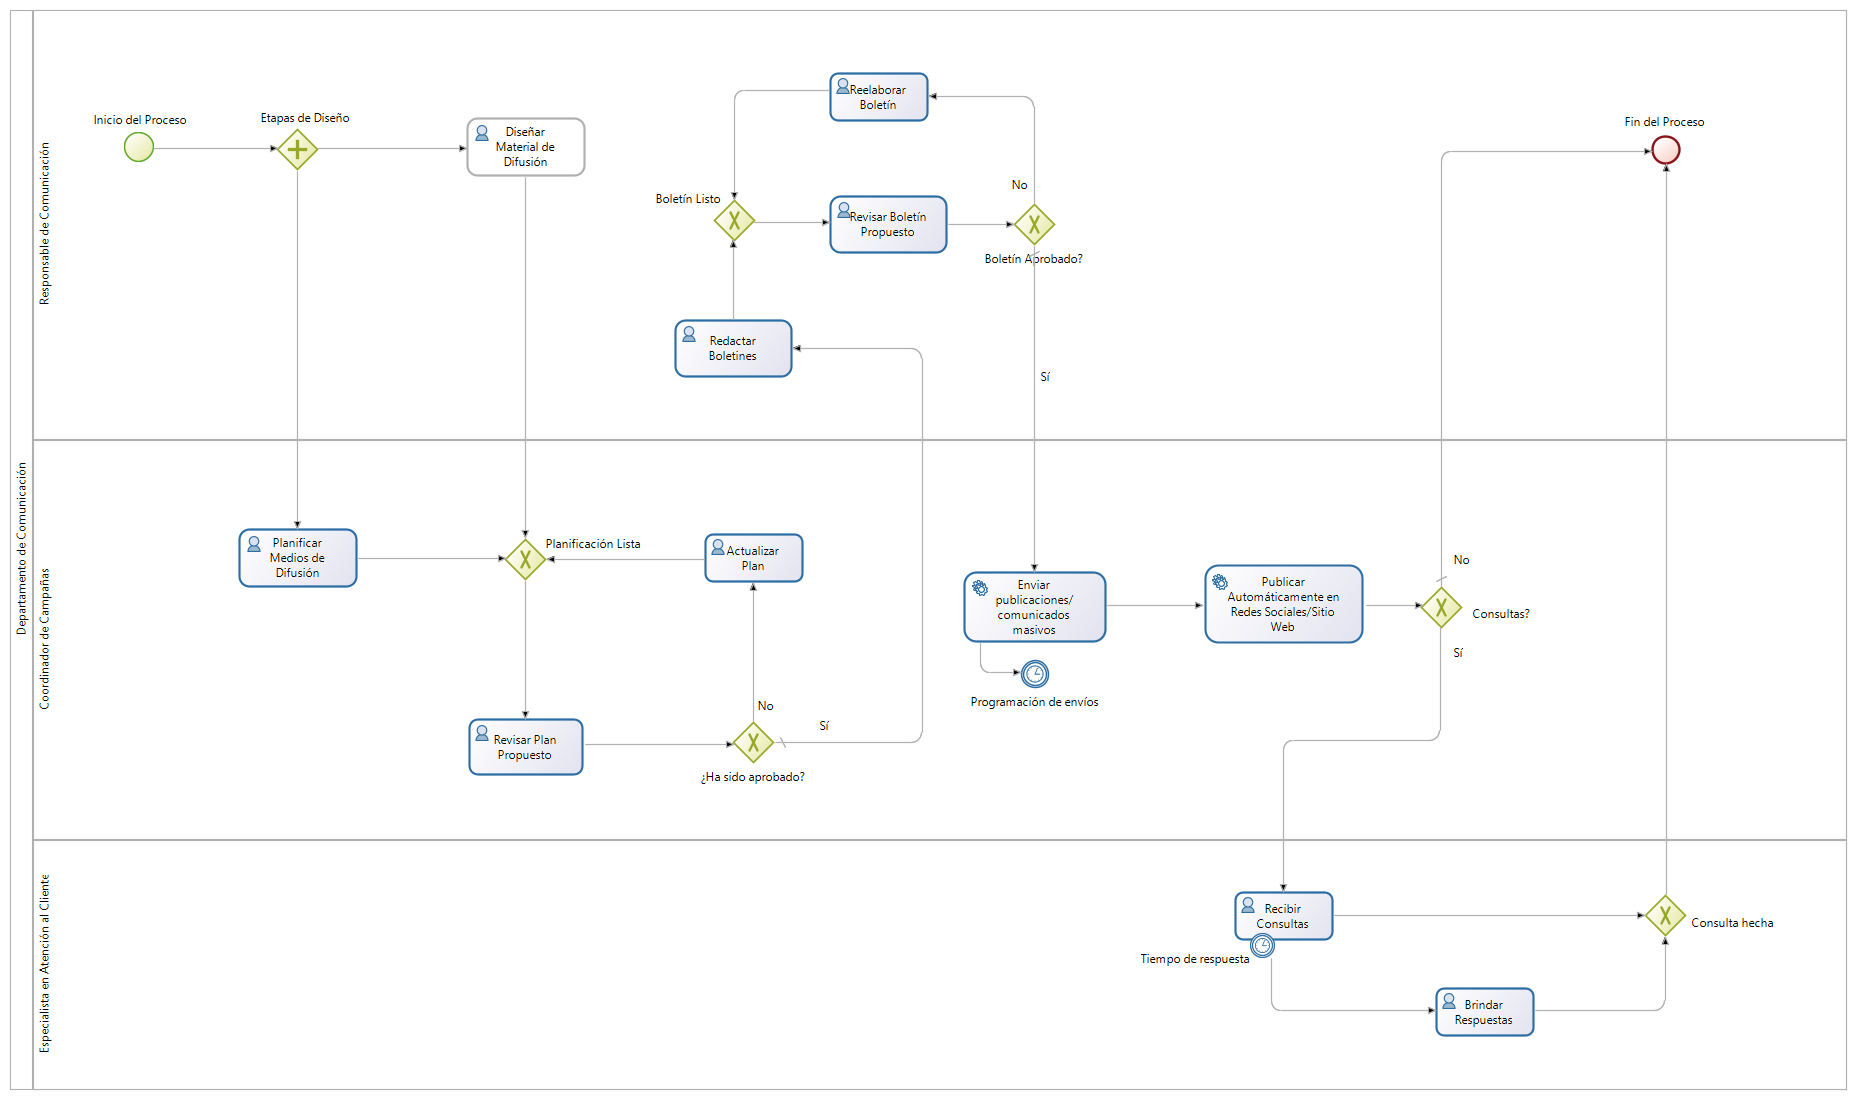 Departamento de Comunicación
Responsable de Comunicación
Inicio del Proceso
Etapas de Diseño
Diseñar
Material de
Difusión
Reelaborar
Boletín
Boletín Listo
Revisar Boletín
Propuesto
No
Boletín Aprobado?
Sí
Redactar
Boletines
Fin del Proceso
Coordinador de Campañas
Planificar
Medios de
Difusión
Planificación Lista
Actualizar
Plan
Revisar Plan
Propuesto
No
Sí
¿Ha sido aprobado?
Enviar
publicaciones/
comunicados
masivos
Programación de envíos
Publicar
Automáticamente en
Redes Sociales/Sitio
Web
No
Consultas?
Sí
Especialista en Atención al Cliente
Recibir
Consultas
Tiempo de respuesta
Brindar
Respuestas
Consulta hecha